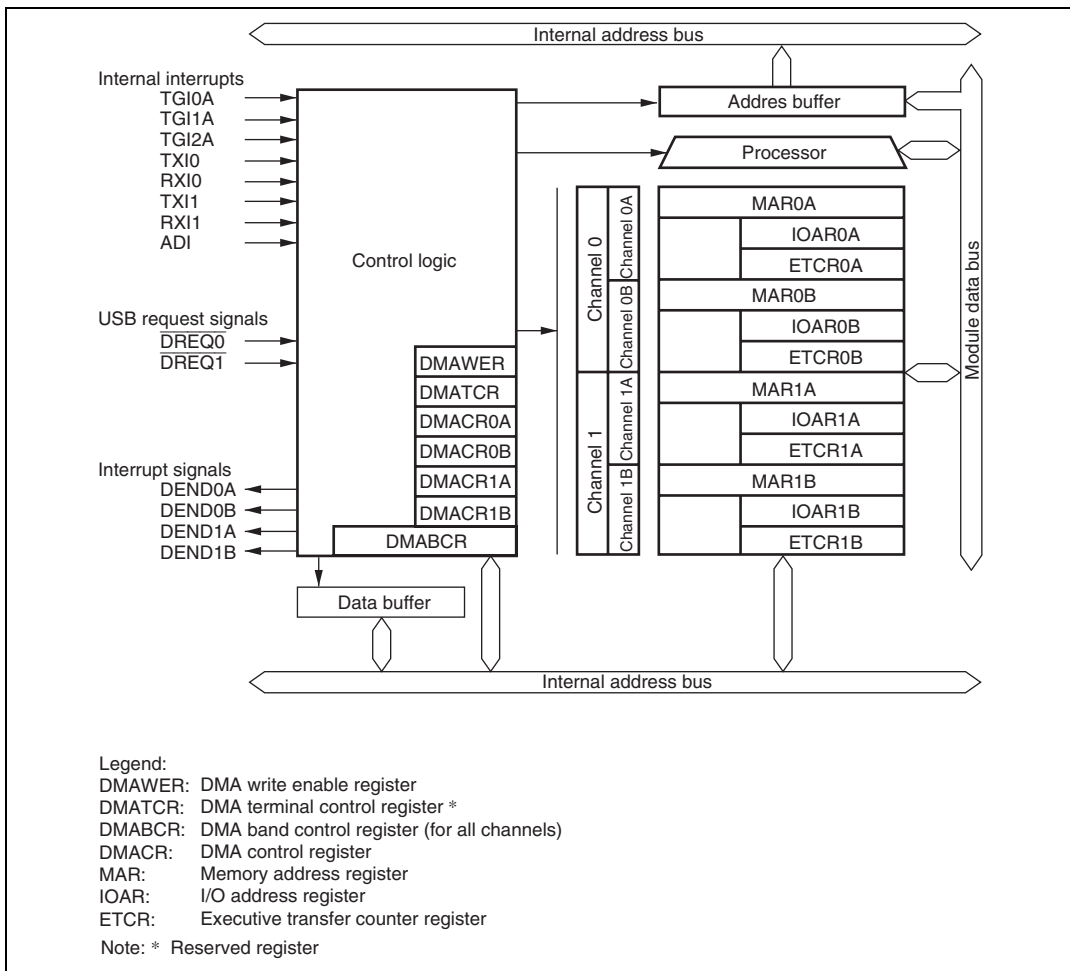 Internal address bus
Internal interrupts
TGI0A
TGI1A
TGI2A
TXI0
RXI0
TXI1
RXI1
ADI
USB request signals
DREQ0
DREQ1
Interrupt signals
DEND0A
DEND0B
DEND1A
DEND1B
Control logic
DMAWER
DMATCR
DMACR0A
DMACR0B
DMACR1A
DMACR1B
DMABCR
Data buffer
Addres buffer
Processor
Channel 0
Channel 0A
Channel 0B
Channel 1
Channel 1A
Channel 1B
MAR0A
IOAR0A
ETCR0A
MAR0B
IOAR0B
ETCR0B
MAR1A
IOAR1A
ETCR1A
MAR1B
IOAR1B
ETCR1B
Module data bus
Internal address bus
Legend:
DMAWER: DMA write enable register
DMATCR: DMA terminal control register *
DMABCR: DMA band control register (for all channels)
DMACR: DMA control register
MAR: Memory address register
IOAR: I/O address register
ETCR: Executive transfer counter register
Note: * Reserved register